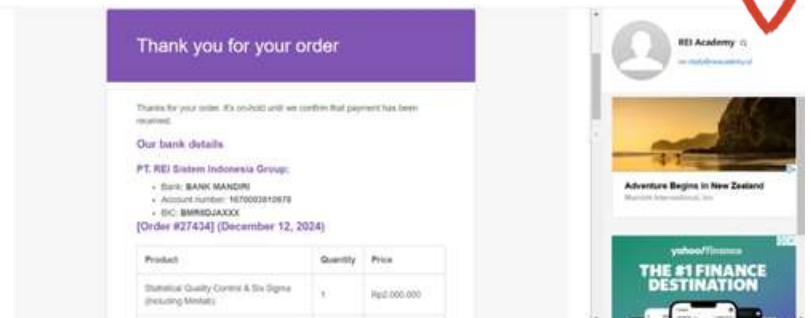 Thank you for your order
Thanks for your order. It's on-hold until we confirm that payment has been
received.
Our bank details
PT. REI Sistem Indonesia Group:
Bank: BANK MANDIRI
Account number:
BIC: BMRIIDJAXXX
[Order #27434] (December 12, 2024)
Product Quantity Price
Statistical Quality Control & Six Sigma
(including Minitab) 1 Rp2.000.000
REI Academy
Adventure Begins in New Zealand
Marriott International, Inc
yahoo!finance
THE #1 FINANCE
DESTINATION